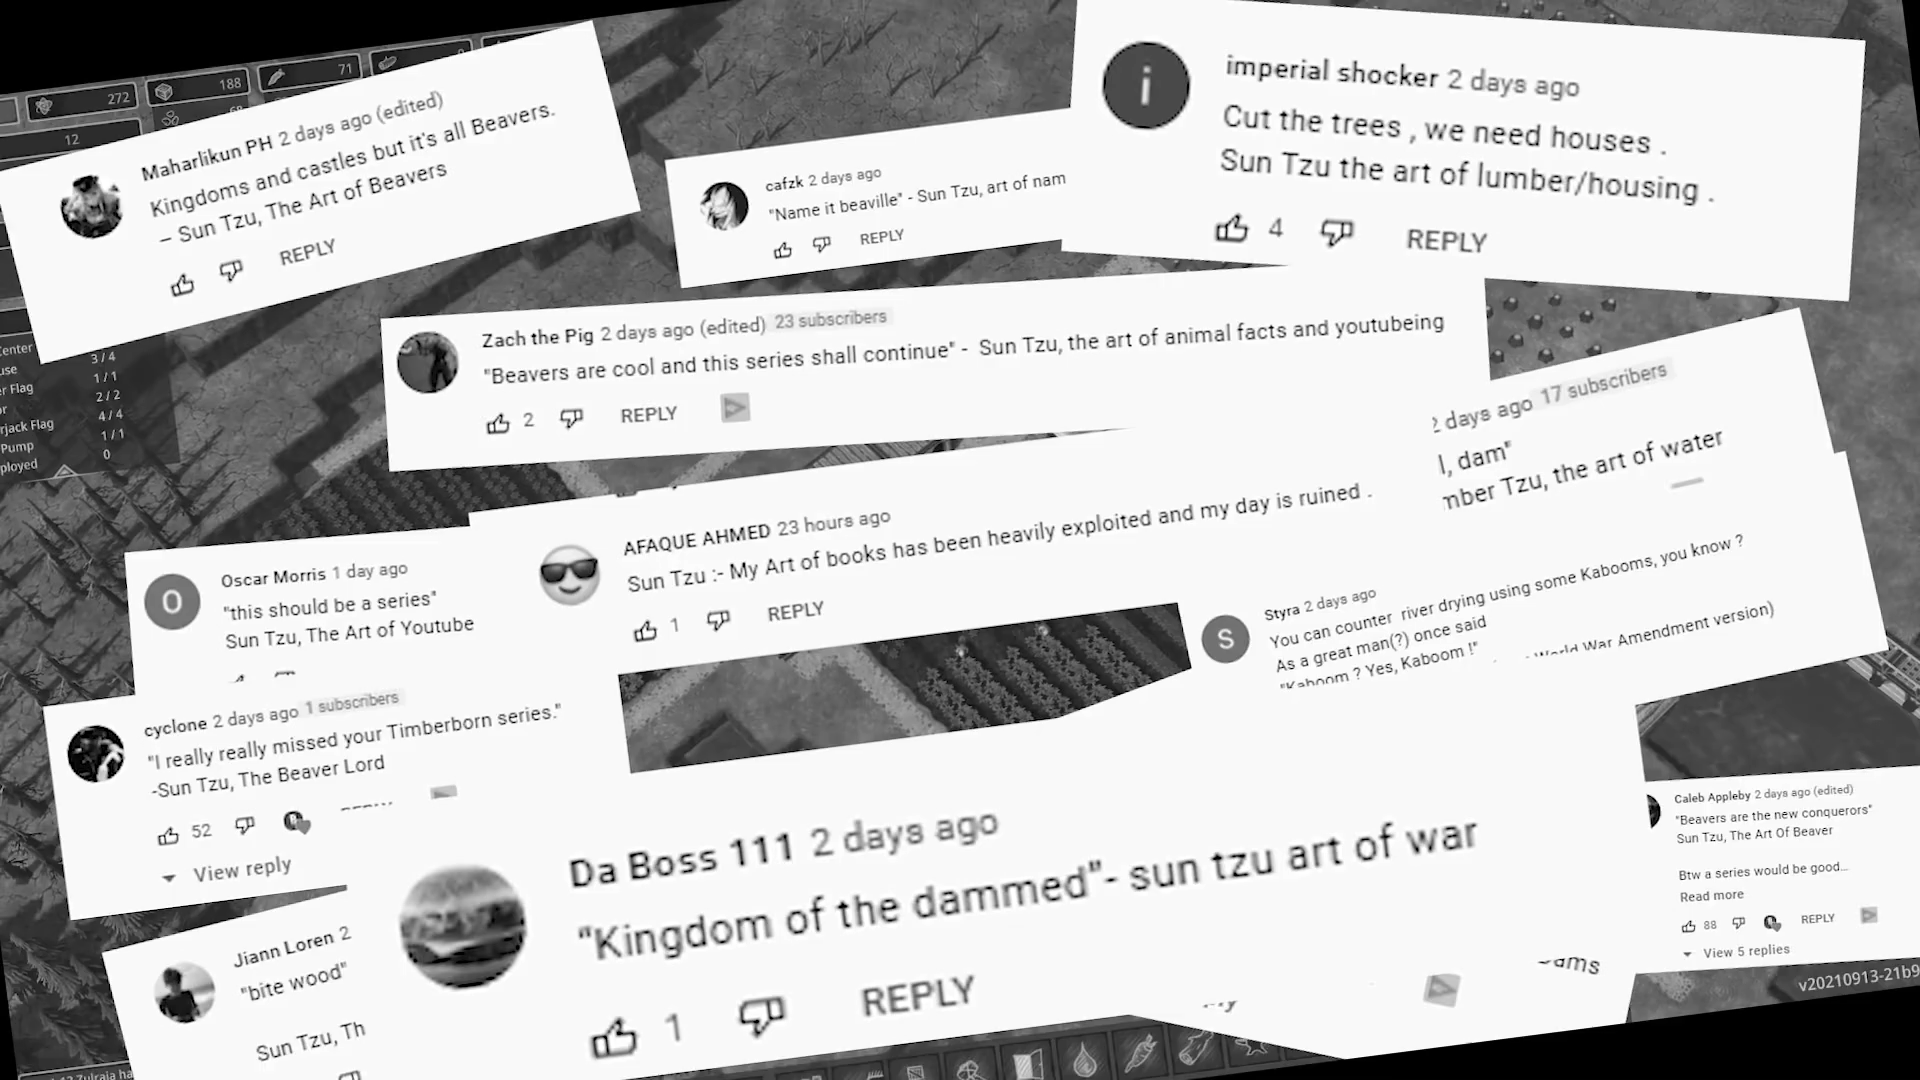 272
188
71
12
Maharlikun PH 2 days ago (edited)
Kingdoms and castles but it's all Beavers.
– Sun Tzu, The Art of Beavers
REPLY
cafzk 2 days ago
"Name it beaville" - Sun Tzu, art of nam
REPLY
i
imperial shocker 2 days ago
Cut the trees , we need houses .
Sun Tzu the art of lumber/housing .
4
REPLY
Zach the Pig 2 days ago (edited) 23 subscribers
"Beavers are cool and this series shall continue" - Sun Tzu, the art of animal facts and youtubeing
2
REPLY
3 / 4
1 / 1
Flag
2 / 2
4 / 4
Flag
1 / 1
Pump
0
2 days ago 17 subscribers
l, dam"
mber Tzu, the art of water
AFAQUE AHMED 23 hours ago
Sun Tzu :- My Art of books has been heavily exploited and my day is ruined .
1
REPLY
O
Oscar Morris 1 day ago
"this should be a series"
Sun Tzu, The Art of Youtube
S
Styra 2 days ago
You can counter river drying using some Kabooms, you know ?
As a great man(?) once said
"Kaboom ? Yes, Kaboom !"
World War Amendment version)
cyclone 2 days ago 1 subscribers
"I really really missed your Timberborn series."
-Sun Tzu, The Beaver Lord
52
View reply
Da Boss 111 2 days ago
"Kingdom of the dammed"- sun tzu art of war
1
REPLY
Caleb Appleby 2 days ago (edited)
"Beavers are the new conquerors"
Sun Tzu, The Art Of Beaver
Btw a series would be good...
Read more
88
REPLY
View 5 replies
Jiann Loren 2
"bite wood"
Sun Tzu, Th
v20210913-21b9